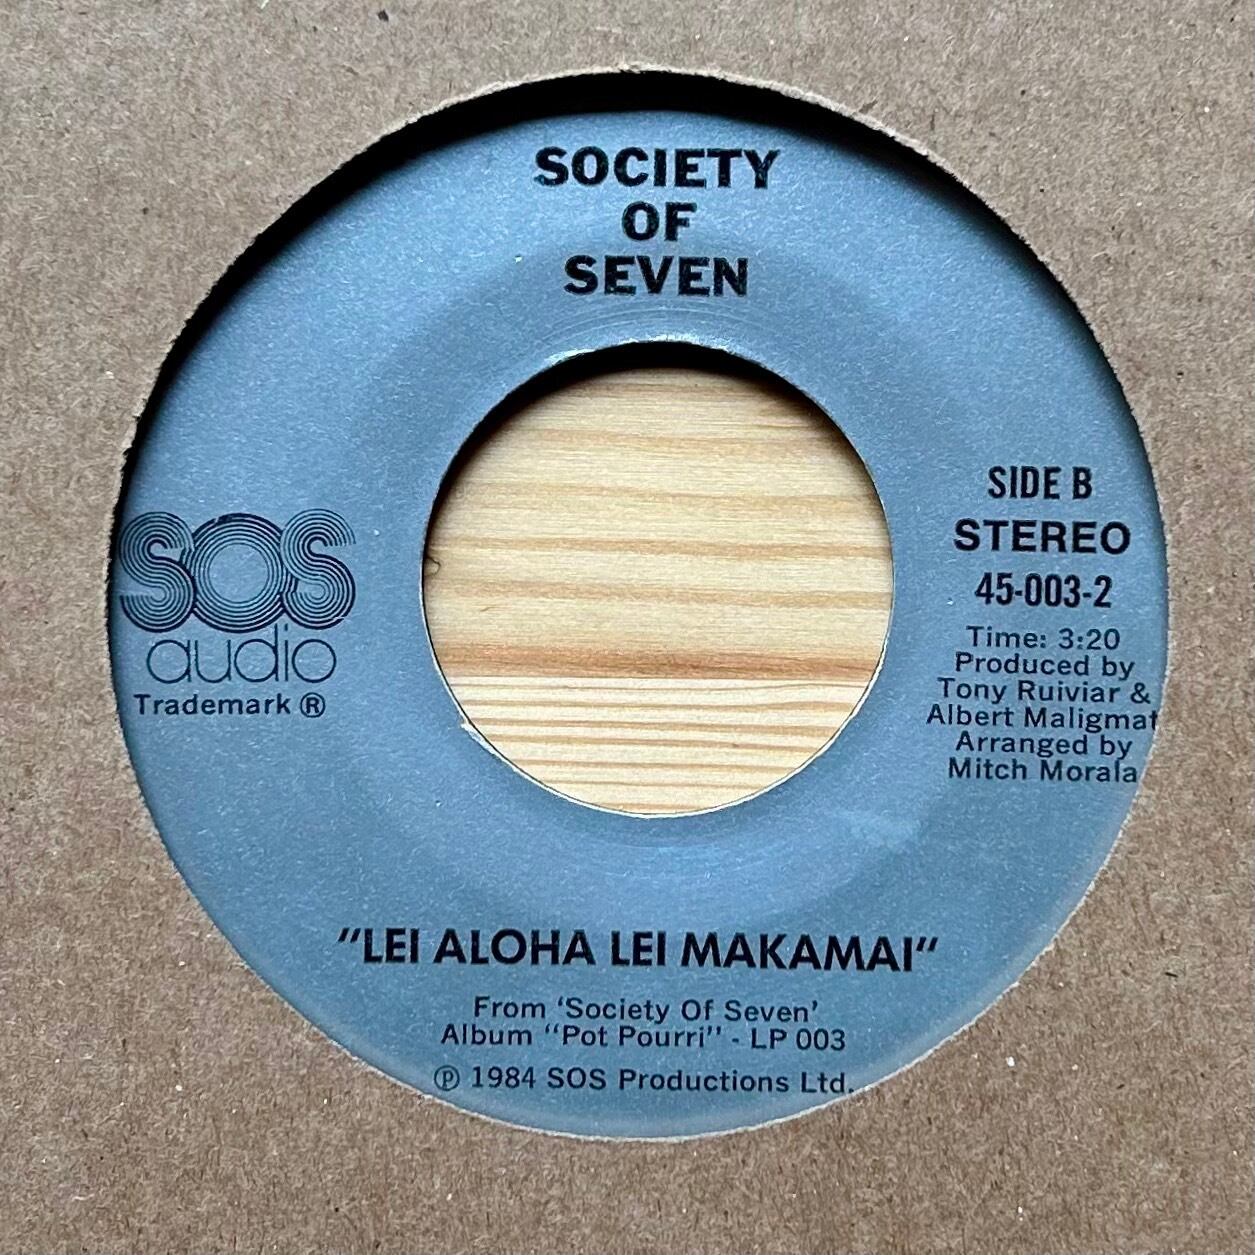 SOCIETY
OF
SEVEN
SOS
audio
Trademark ®
SIDE B
STEREO
45-003-2
Time: 3:20
Produced by
Tony Ruiviar &
Albert Maligmat
Arranged by
Mitch Morala
"LEI ALOHA LEI MAKAMAI"
From 'Society Of Seven'
Album "Pot Pourri" - LP 003
℗ 1984 SOS Productions Ltd.